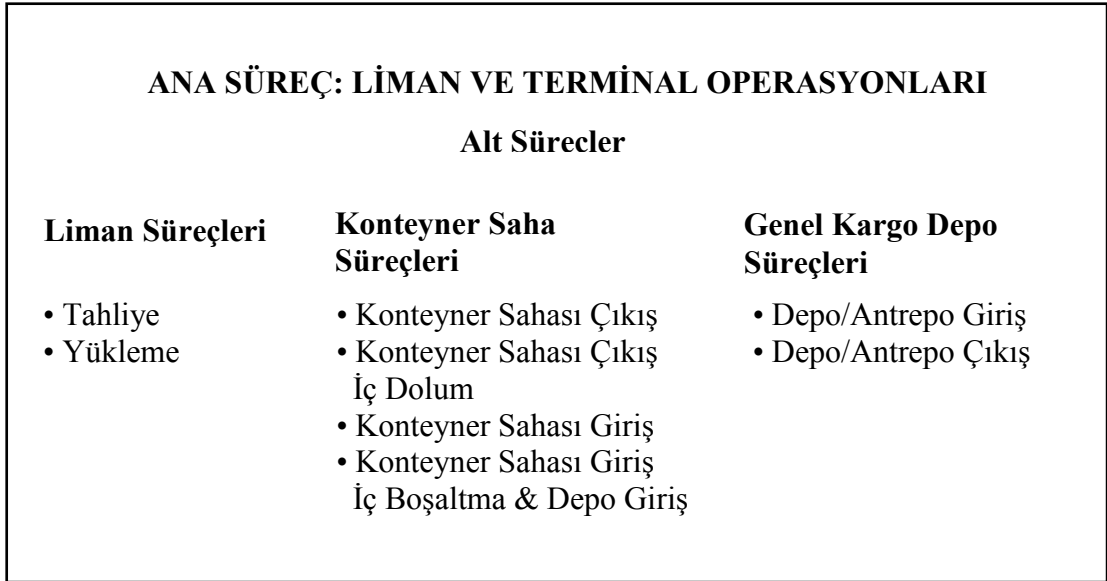 ANA SÜREÇ: LİMAN VE TERMİNAL OPERASYONLARI
Alt Sürecler
Liman Süreçleri
• Tahliye
• Yükleme
Konteyner Saha
Süreçleri
• Konteyner Sahası Çıkış
• Konteyner Sahası Çıkış
İç Dolum
• Konteyner Sahası Giriş
• Konteyner Sahası Giriş
İç Boşaltma & Depo Giriş
Genel Kargo Depo
Süreçleri
• Depo/Antrepo Giriş
• Depo/Antrepo Çıkış